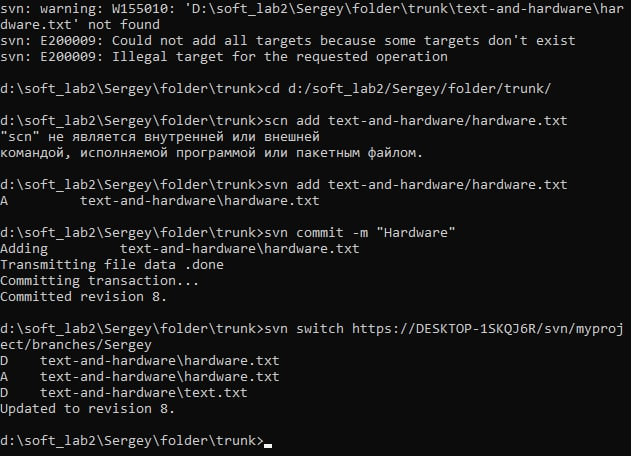 svn: warning: W155010: 'D:\soft_lab2\Sergey\folder\trunk\text-and-hardware\har
dware.txt' not found
svn: E200009: Could not add all targets because some targets don't exist
svn: E200009: Illegal target for the requested operation
d:\soft_lab2\Sergey\folder\trunk>cd d:/soft_lab2/Sergey/folder/trunk/
d:\soft_lab2\Sergey\folder\trunk>scn add text-and-hardware/hardware.txt
"scn" не является внутренней или внешней
командой, исполняемой программой или пакетным файлом.
d:\soft_lab2\Sergey\folder\trunk>svn add text-and-hardware/hardware.txt
A         text-and-hardware\hardware.txt
d:\soft_lab2\Sergey\folder\trunk>svn commit -m "Hardware"
Adding         text-and-hardware\hardware.txt
Transmitting file data .done
Committing transaction...
Committed revision 8.
d:\soft_lab2\Sergey\folder\trunk>svn switch https://DESKTOP-1SKQJ6R/svn/myproj
ect/branches/Sergey
D    text-and-hardware\hardware.txt
A    text-and-hardware\hardware.txt
D    text-and-hardware\text.txt
Updated to revision 8.
d:\soft_lab2\Sergey\folder\trunk>